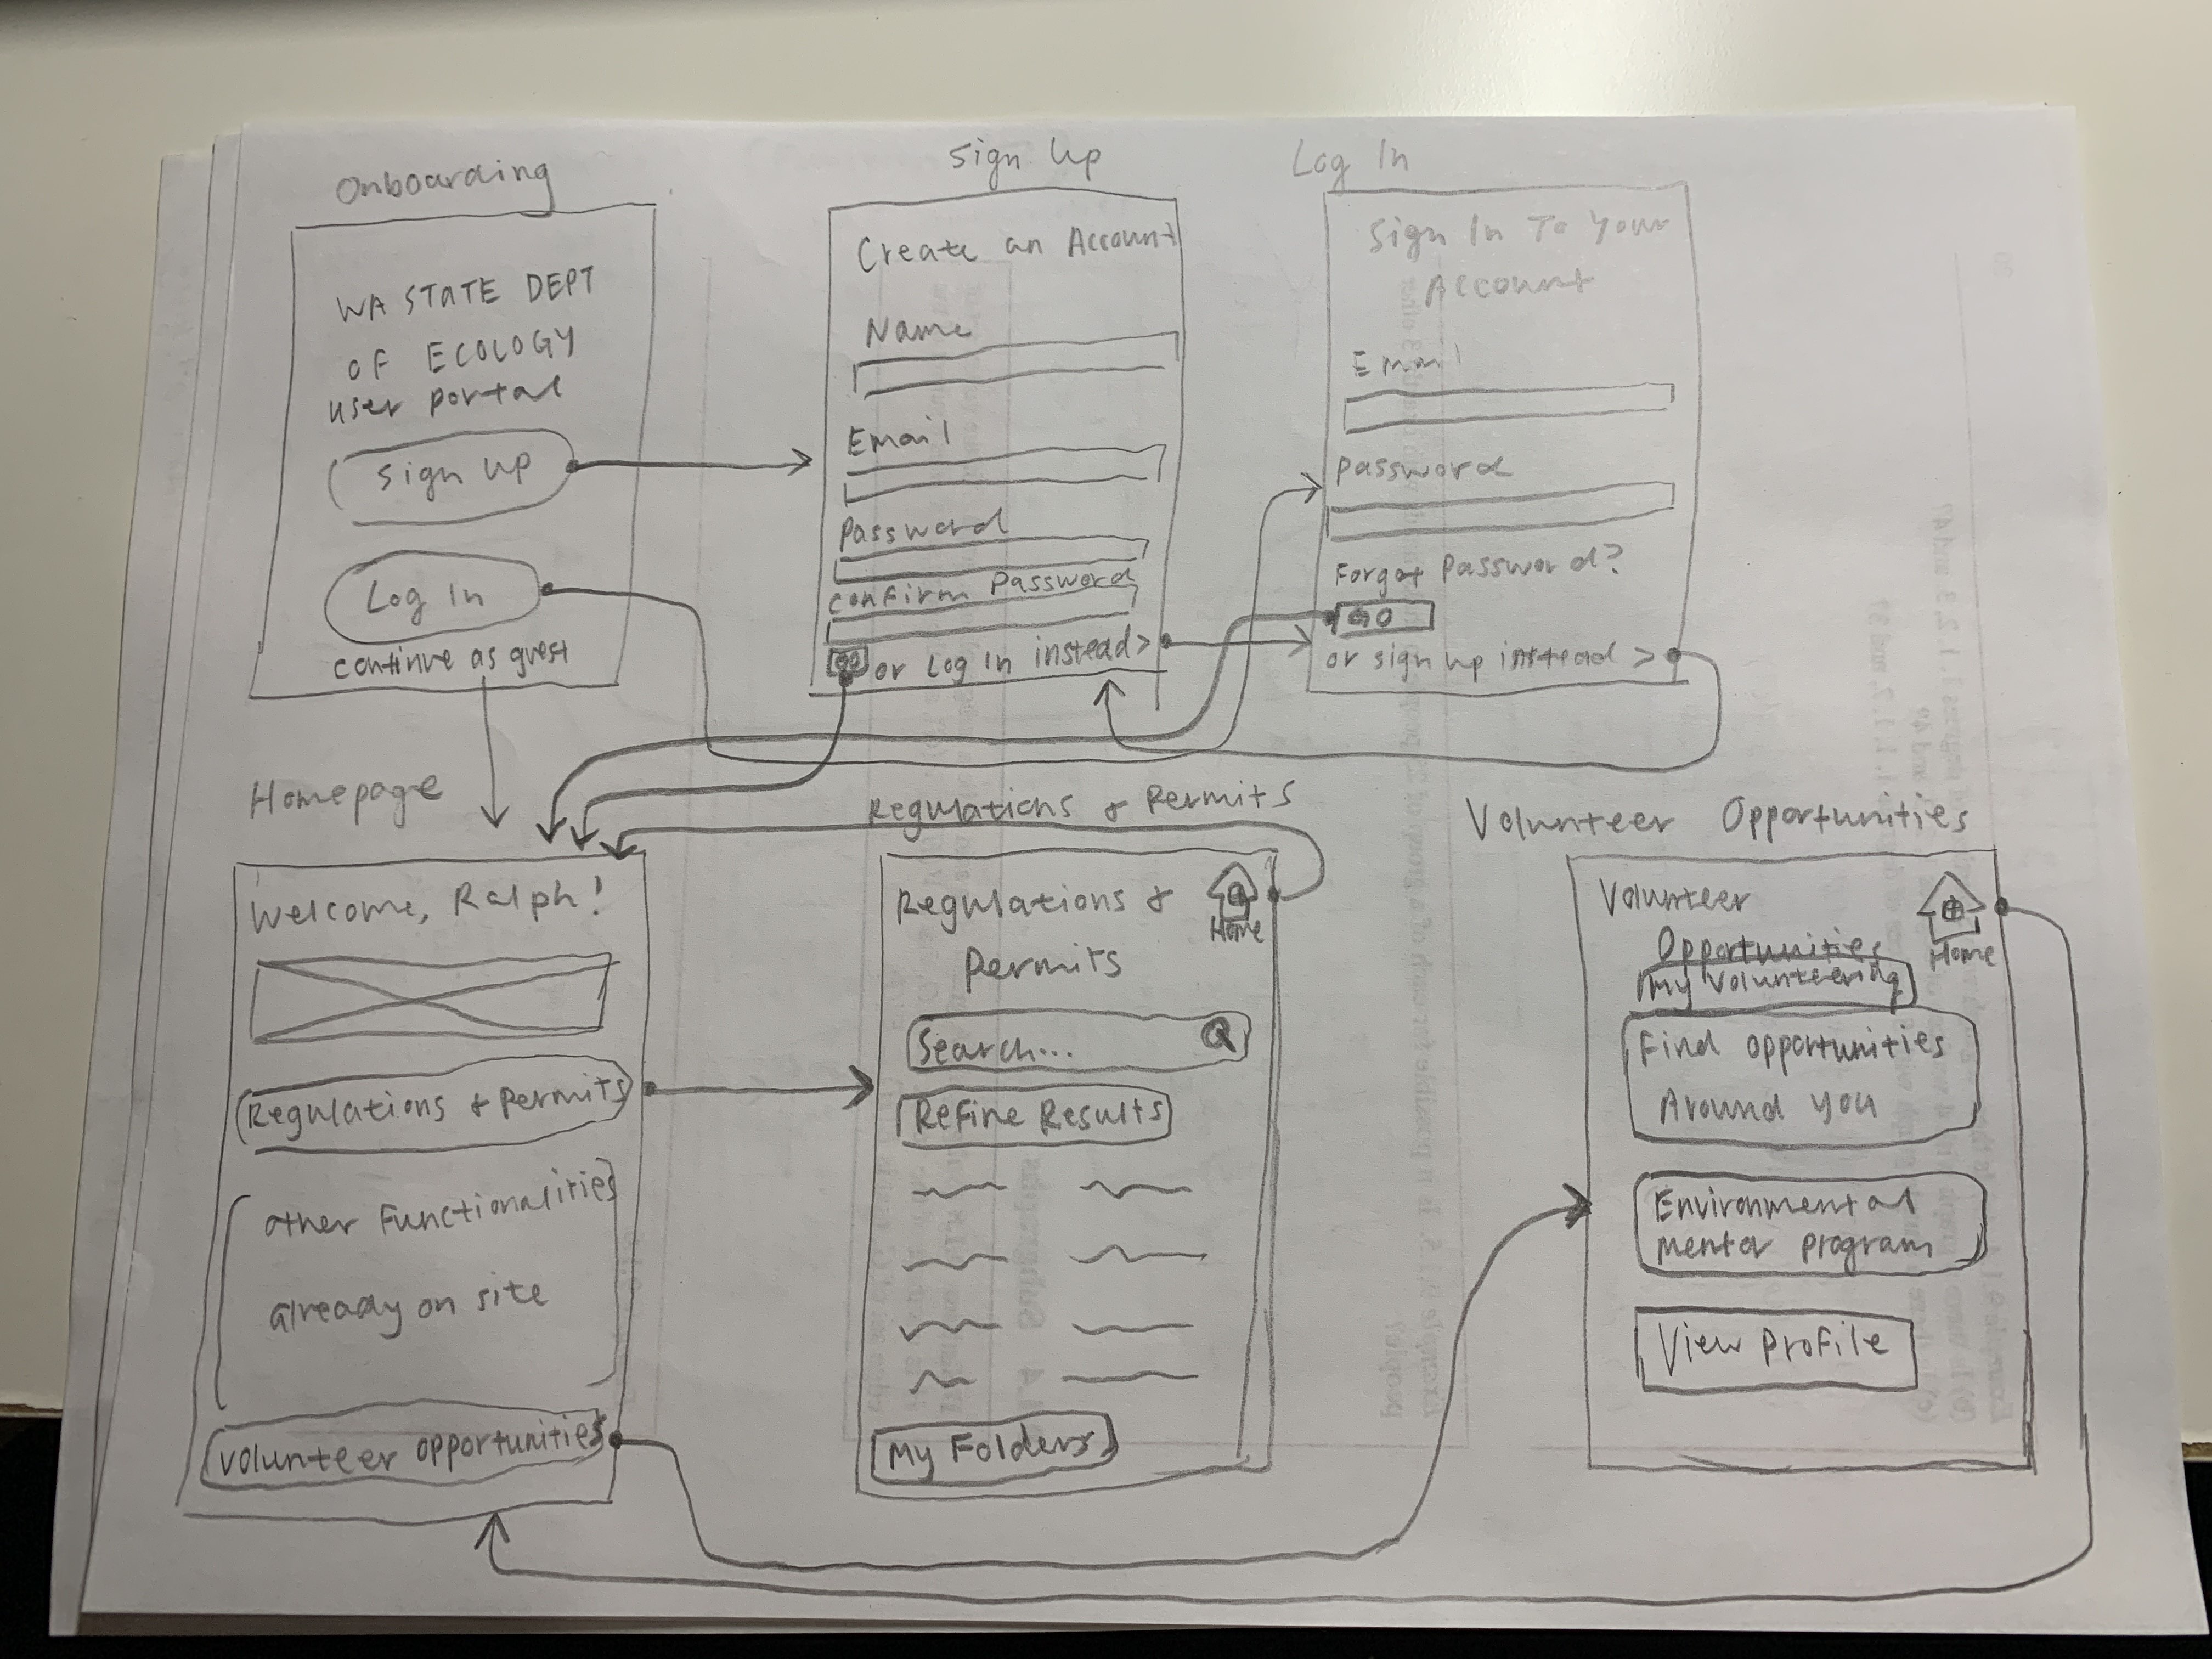 Onboarding
WA STATE DEPT
OF ECOLOGY
user portal
Sign up
Log In
continue as guest
Sign Up
Create an Account
Name
Email
Password
confirm Password
GO or Log In instead >
Log In
Sign In To Your
Account
Email
Password
Forgot Password?
GO
or sign up instead >
Homepage
Welcome, Ralph!
Regulations & Permits
other Functionalities
already on site
Volunteer opportunities
Regulations & Permits
Regulations &
Permits
Home
Search...
Refine Results
My Folders
Volunteer Opportunities
Volunteer
Opportunities
Home
My Volunteering
Find opportunities
Around you
Environmental
mentor program
View Profile